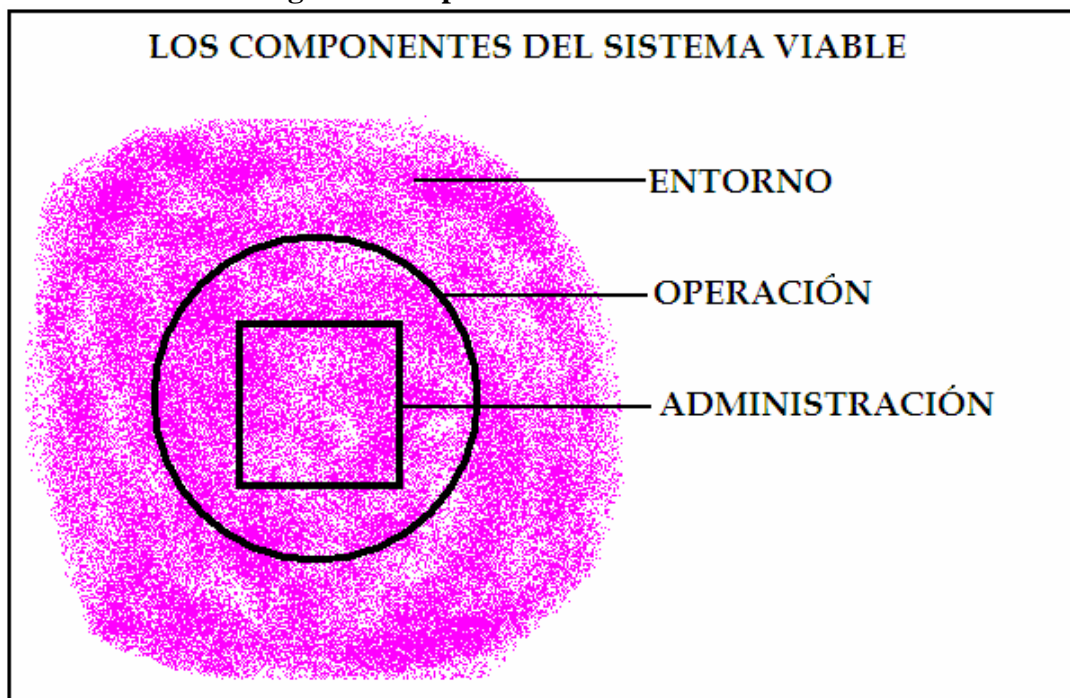 LOS COMPONENTES DEL SISTEMA VIABLE
ENTORNO
OPERACIÓN
ADMINISTRACIÓN